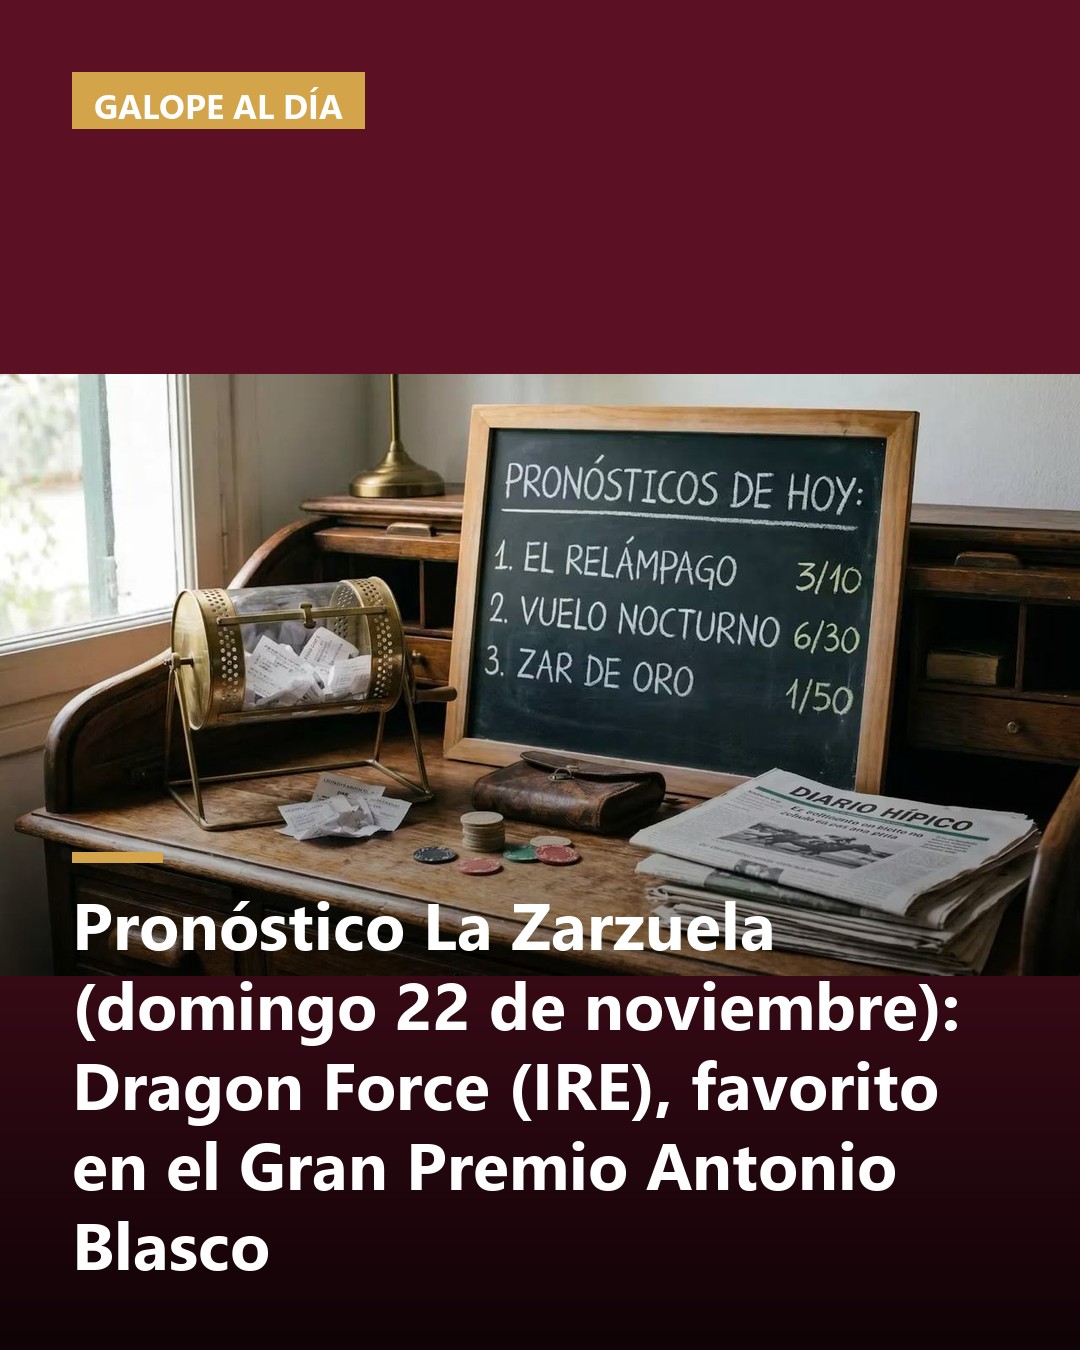 GALOPE AL DÍA
PRONÓSTICOS DE HOY:
1. EL RELÁMPAGO 3/10
2. VUELO NOCTURNO 6/30
3. ZAR DE ORO 1/50
DIARIO HÍPICO
Pronóstico La Zarzuela
(domingo 22 de noviembre):
Dragon Force (IRE), favorito
en el Gran Premio Antonio
Blasco